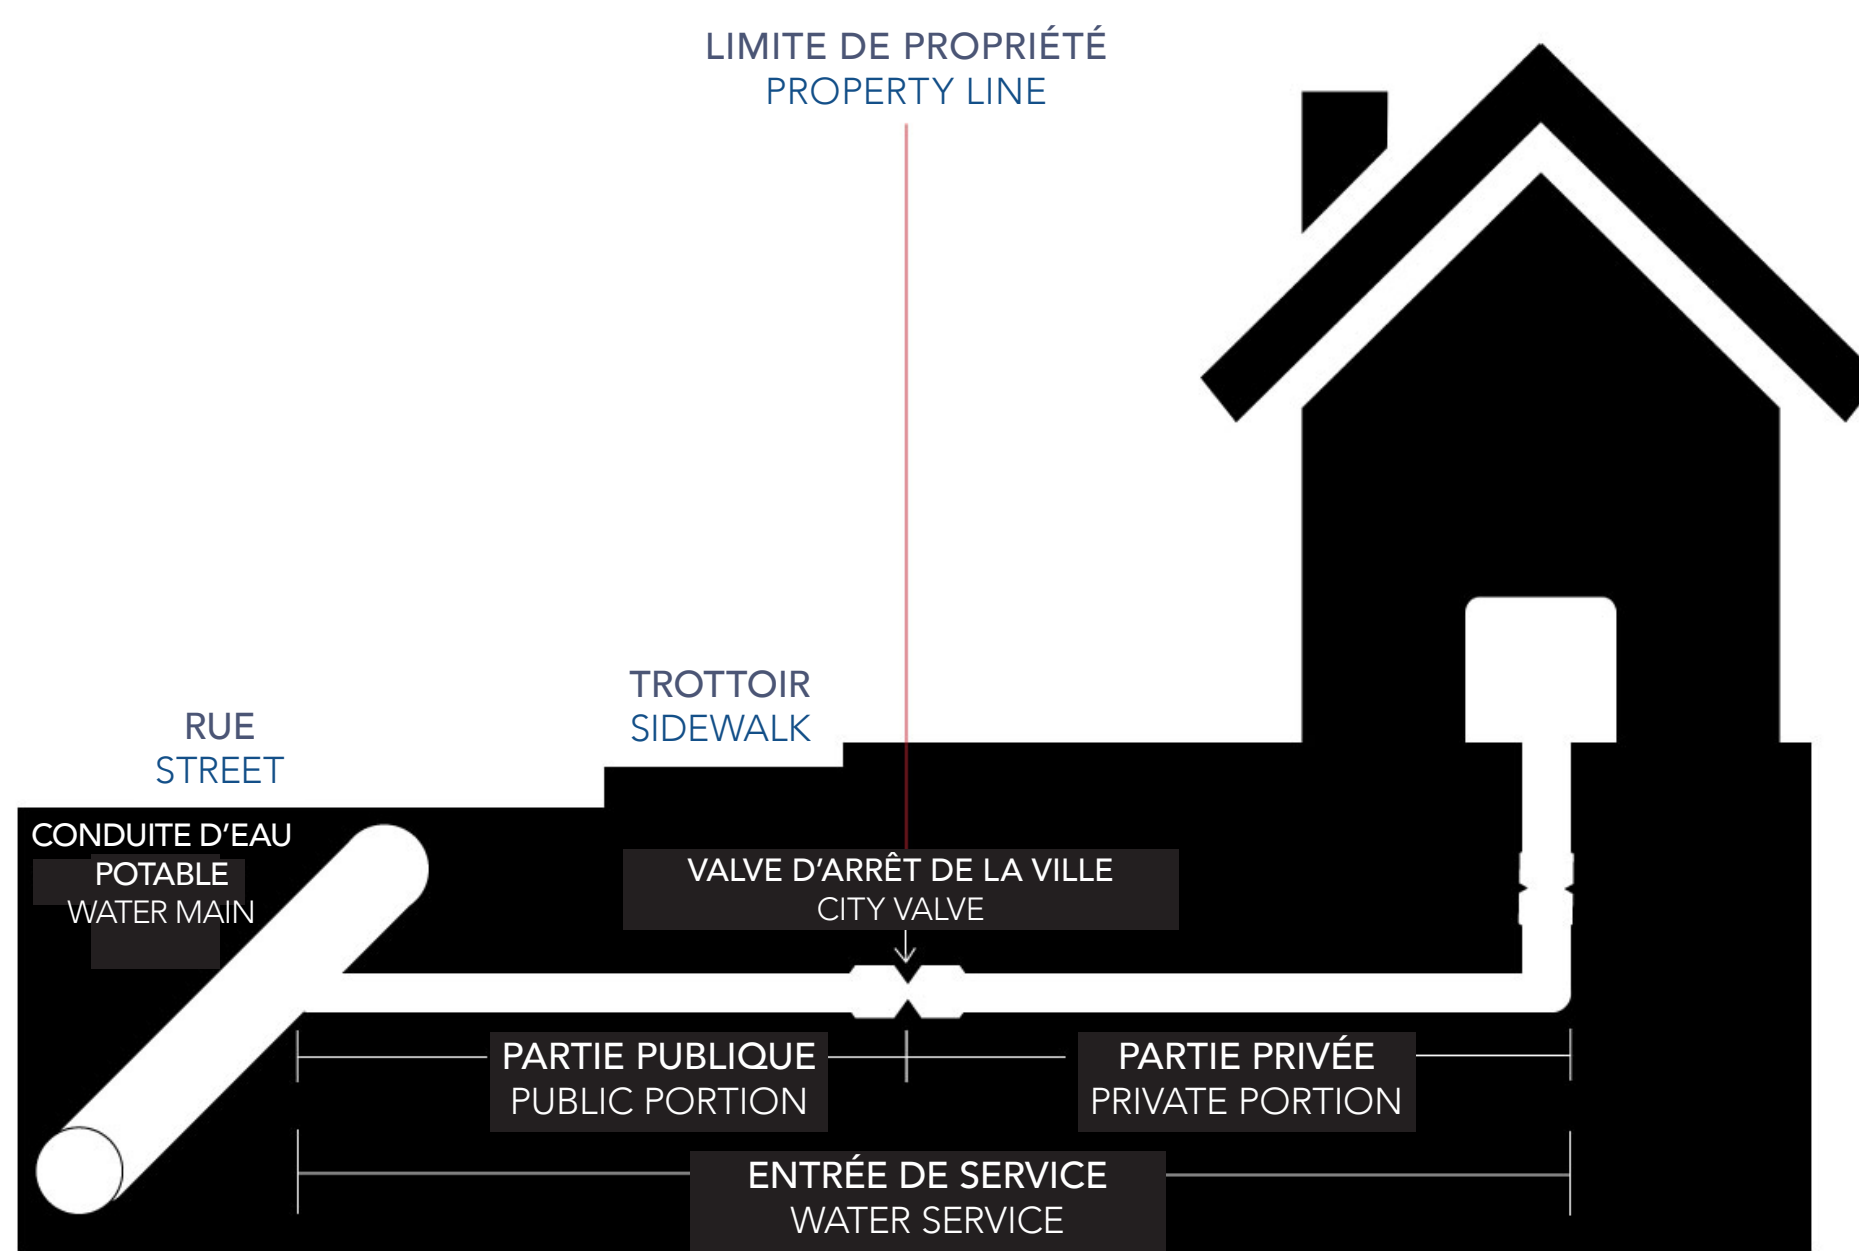 LIMITE DE PROPRIÉTÉ
PROPERTY LINE
TROTTOIR
SIDEWALK
RUE
STREET
CONDUITE D’EAU
POTABLE
WATER MAIN
VALVE D’ARRÊT DE LA VILLE
CITY VALVE
PARTIE PUBLIQUE
PUBLIC PORTION
PARTIE PRIVÉE
PRIVATE PORTION
ENTRÉE DE SERVICE
WATER SERVICE